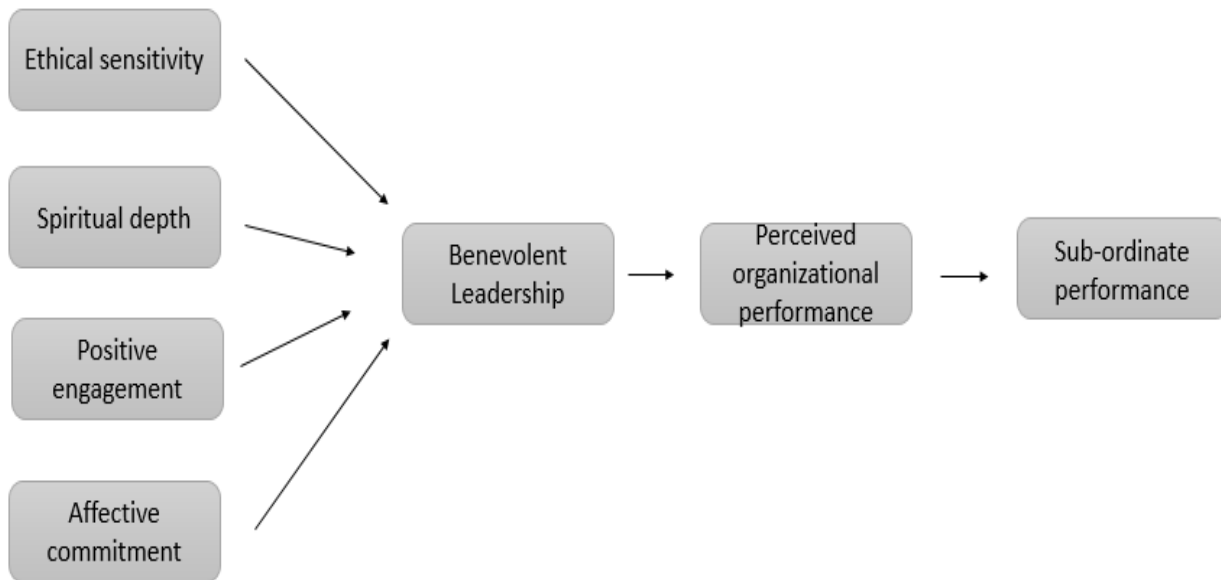 Ethical sensitivity
Spiritual depth
Positive
engagement
Affective
commitment
Benevolent
Leadership
Perceived
organizational
performance
Sub-ordinate
performance